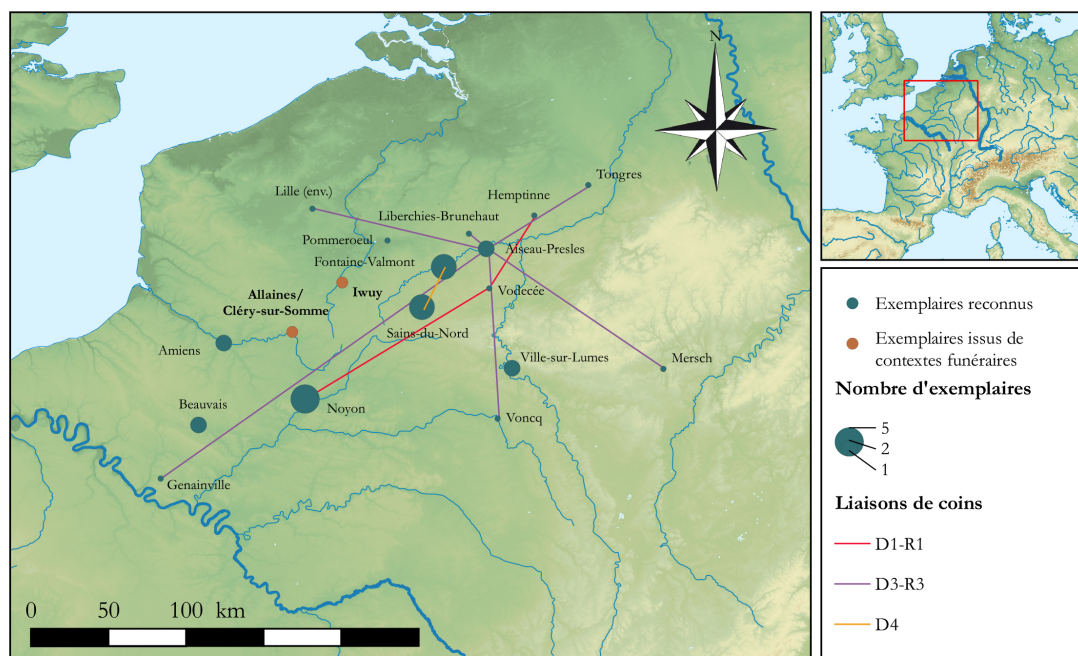 N
Tongres
Hemptinne
Lille (env.)
Liberchies-Brunehaut
Pommeroeul
Aiseau-Presles
Fontaine-Valmont
Iwuy
Vodecée
Allaines/
Cléry-sur-Somme
Sains-du-Nord
Amiens
Ville-sur-Lumes
Mersch
Beauvais
Noyon
Voncq
Genainville
0 50 100 km
Exemplaires reconnus
Exemplaires issus de
contextes funéraires
Nombre d'exemplaires
5
2
1
Liaisons de coins
D1-R1
D3-R3
D4